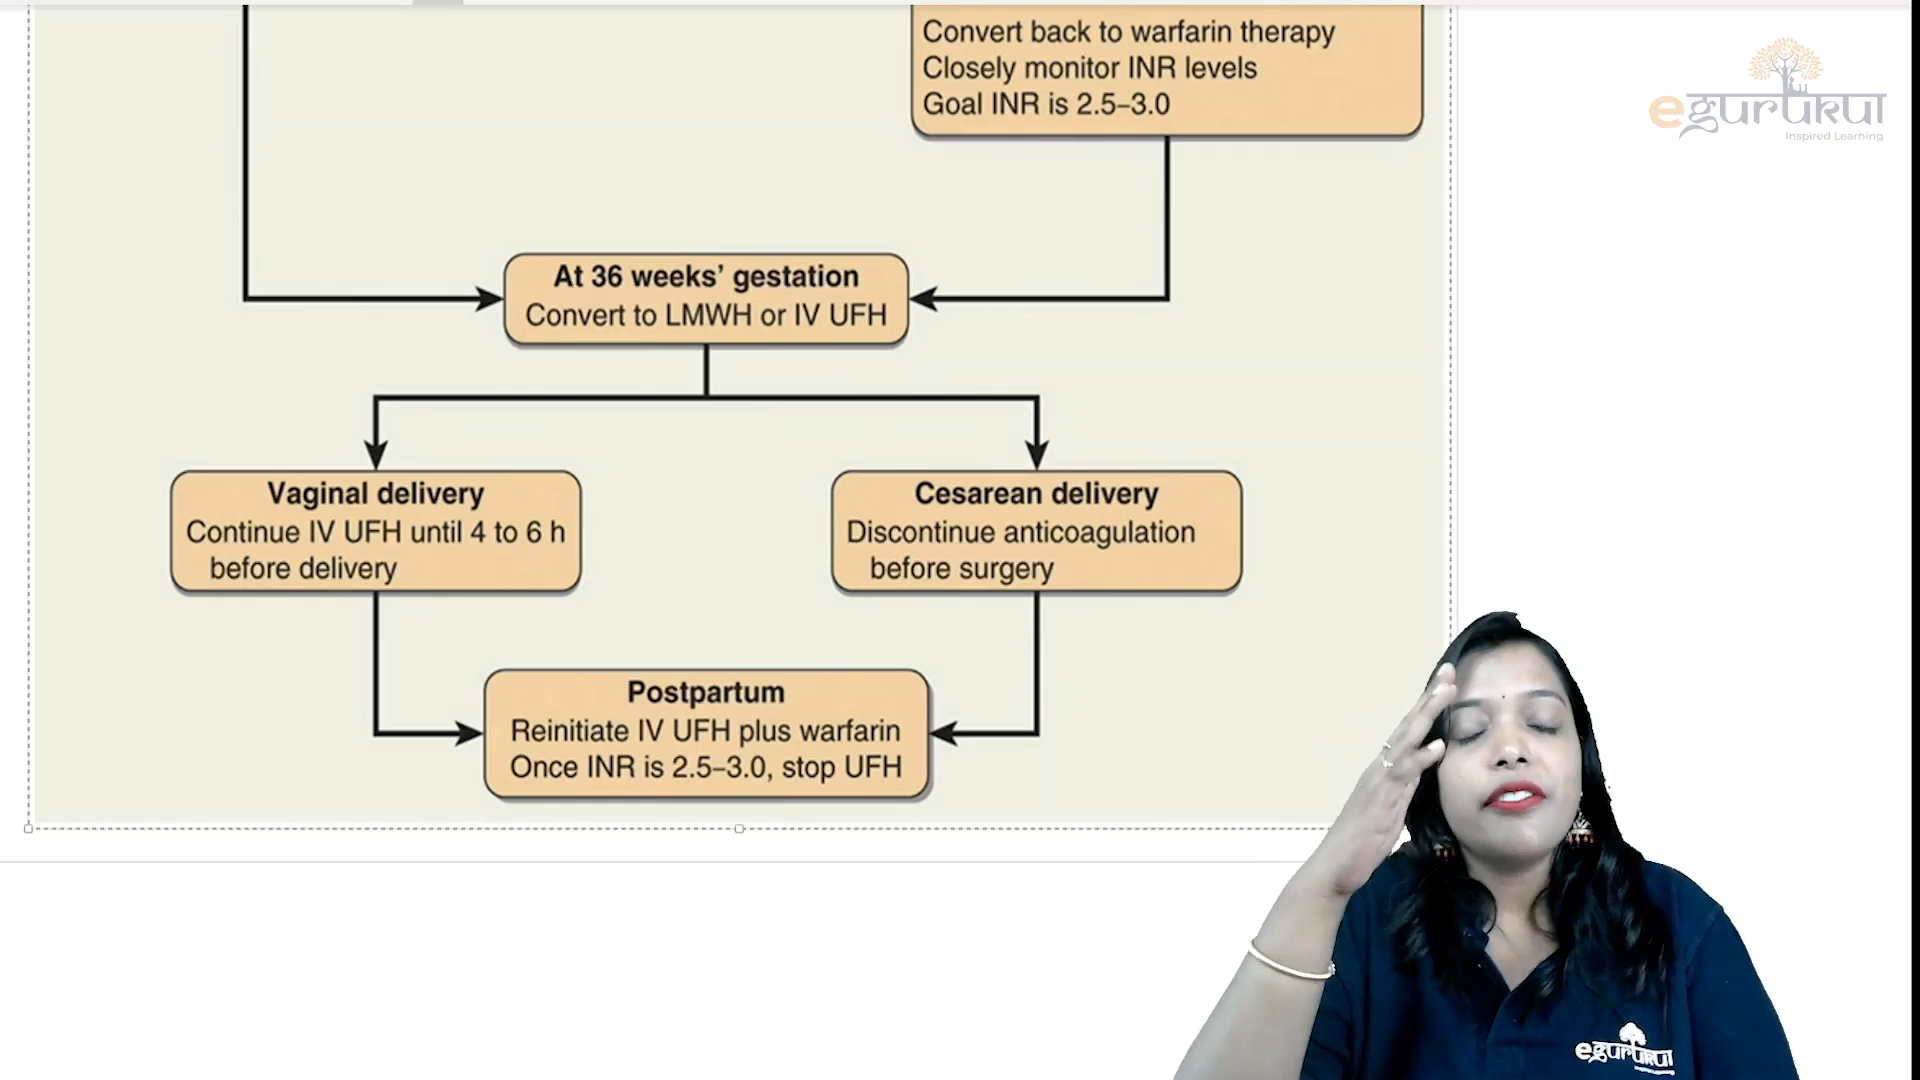 Convert back to warfarin therapy
Closely monitor INR levels
Goal INR is 2.5–3.0
egurukul
Inspired Learning
At 36 weeks’ gestation
Convert to LMWH or IV UFH
Vaginal delivery
Continue IV UFH until 4 to 6 h
before delivery
Cesarean delivery
Discontinue anticoagulation
before surgery
Postpartum
Reinitiate IV UFH plus warfarin
Once INR is 2.5–3.0, stop UFH
egurukul